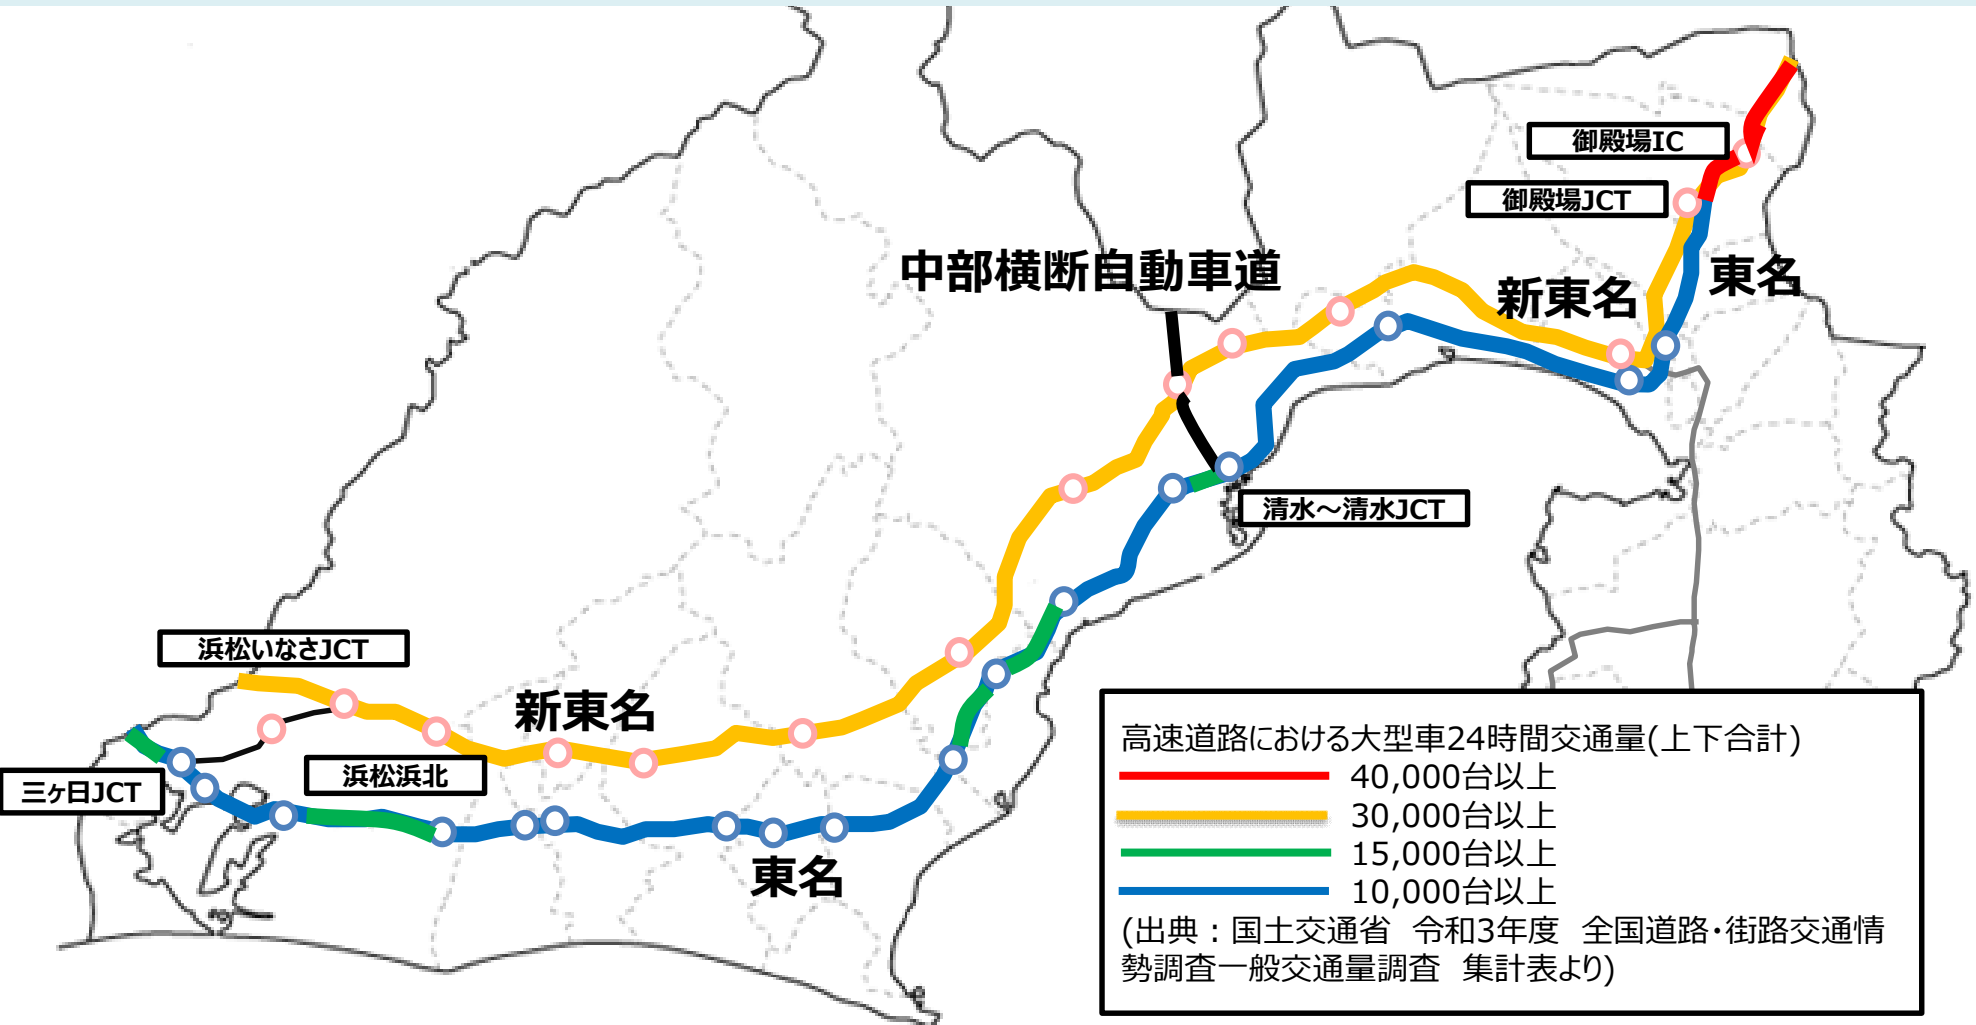 御殿場IC
御殿場JCT
中部横断自動車道
新東名
東名
清水～清水JCT
浜松いなさJCT
新東名
浜松浜北
三ヶ日JCT
東名
高速道路における大型車24時間交通量(上下合計)
40,000台以上
30,000台以上
15,000台以上
10,000台以上
(出典：国土交通省　令和3年度　全国道路･街路交通情
勢調査一般交通量調査　集計表より)